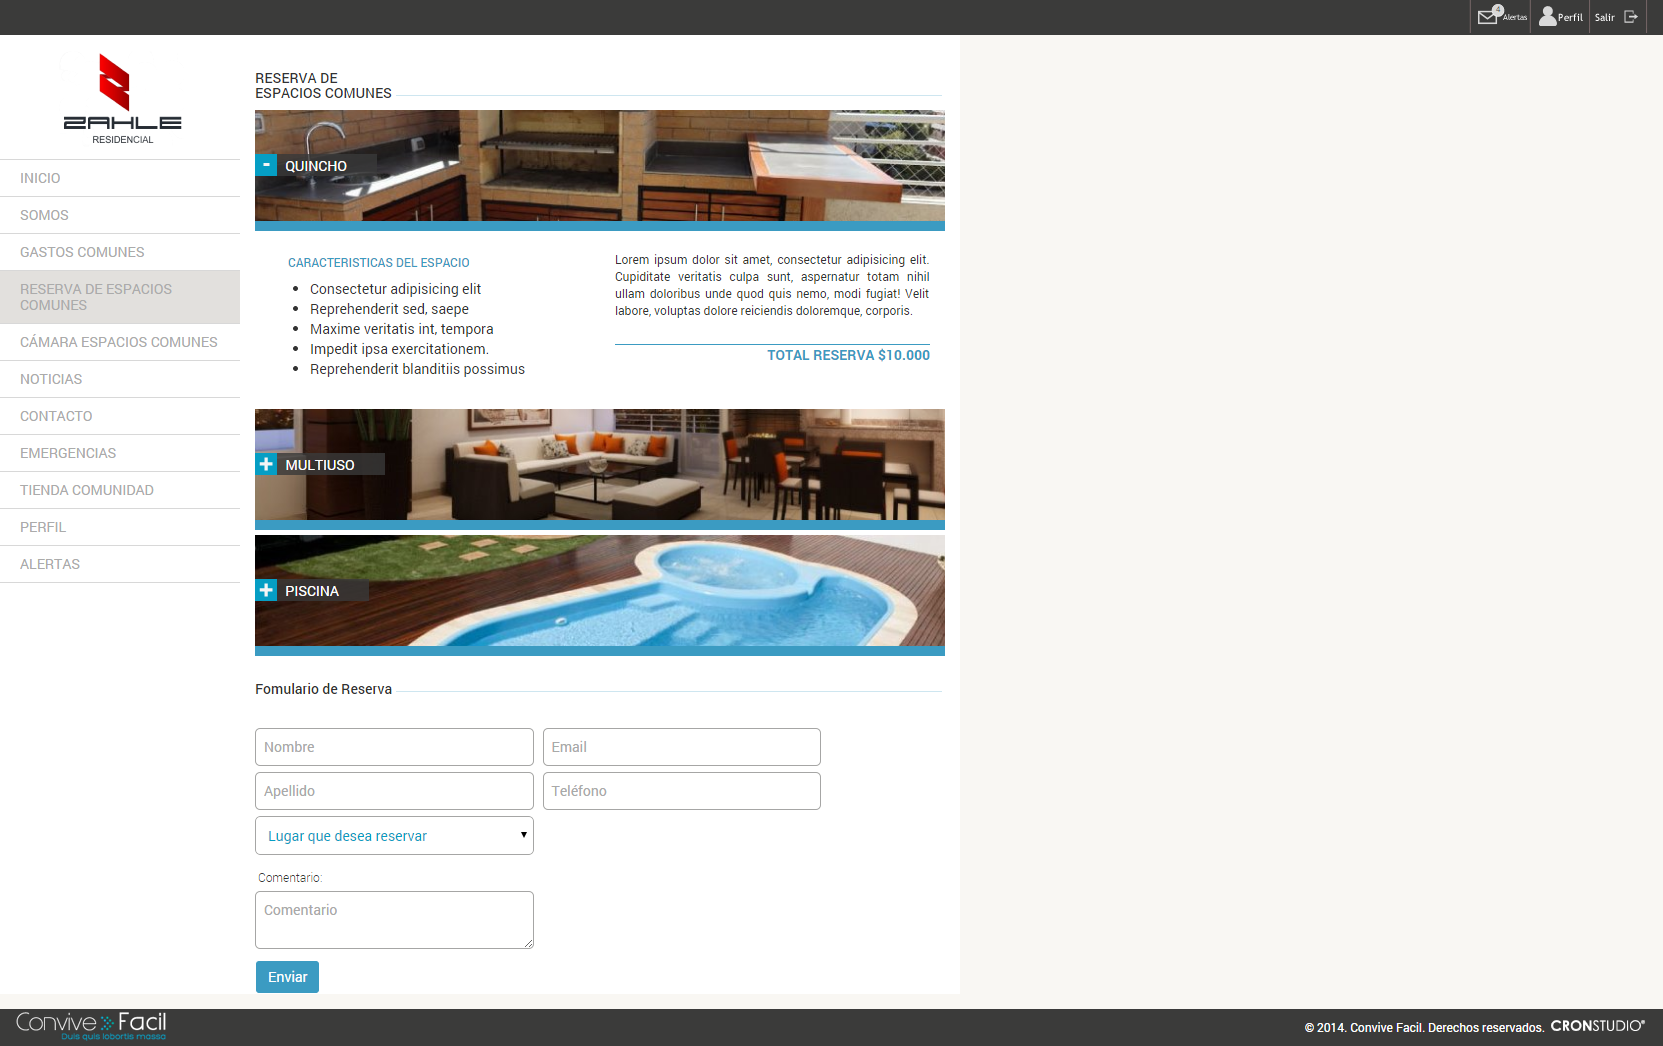 4
Alertas
Perfil
Salir
ZAHLE
RESIDENCIAL
INICIO
SOMOS
GASTOS COMUNES
RESERVA DE ESPACIOS
COMUNES
CÁMARA ESPACIOS COMUNES
NOTICIAS
CONTACTO
EMERGENCIAS
TIENDA COMUNIDAD
PERFIL
ALERTAS
RESERVA DE
ESPACIOS COMUNES
- QUINCHO
CARACTERISTICAS DEL ESPACIO
• Consectetur adipisicing elit
• Reprehenderit sed, saepe
• Maxime veritatis int, tempora
• Impedit ipsa exercitationem.
• Reprehenderit blanditiis possimus
Lorem ipsum dolor sit amet, consectetur adipisicing elit.
Cupiditate veritatis culpa sunt, aspernatur totam nihil
ullam doloribus unde quod quis nemo, modi fugiat! Velit
labore, voluptas dolore reiciendis doloremque, corporis.
TOTAL RESERVA $10.000
+ MULTIUSO
+ PISCINA
Fomulario de Reserva
Nombre
Email
Apellido
Teléfono
Lugar que desea reservar
Comentario:
Comentario
Enviar
Convive Facil
Duis quis lobortis massa
© 2014. Convive Facil. Derechos reservados. CRONSTUDIO®